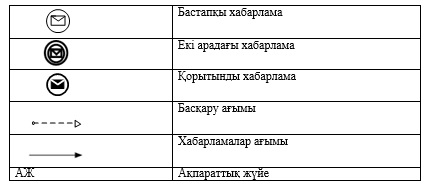 Бастапқы хабарлама
Екі арадағы хабарлама
Қорытынды хабарлама
Басқару ағымы
Хабарламалар ағымы
АЖ Ақпараттық жүйе